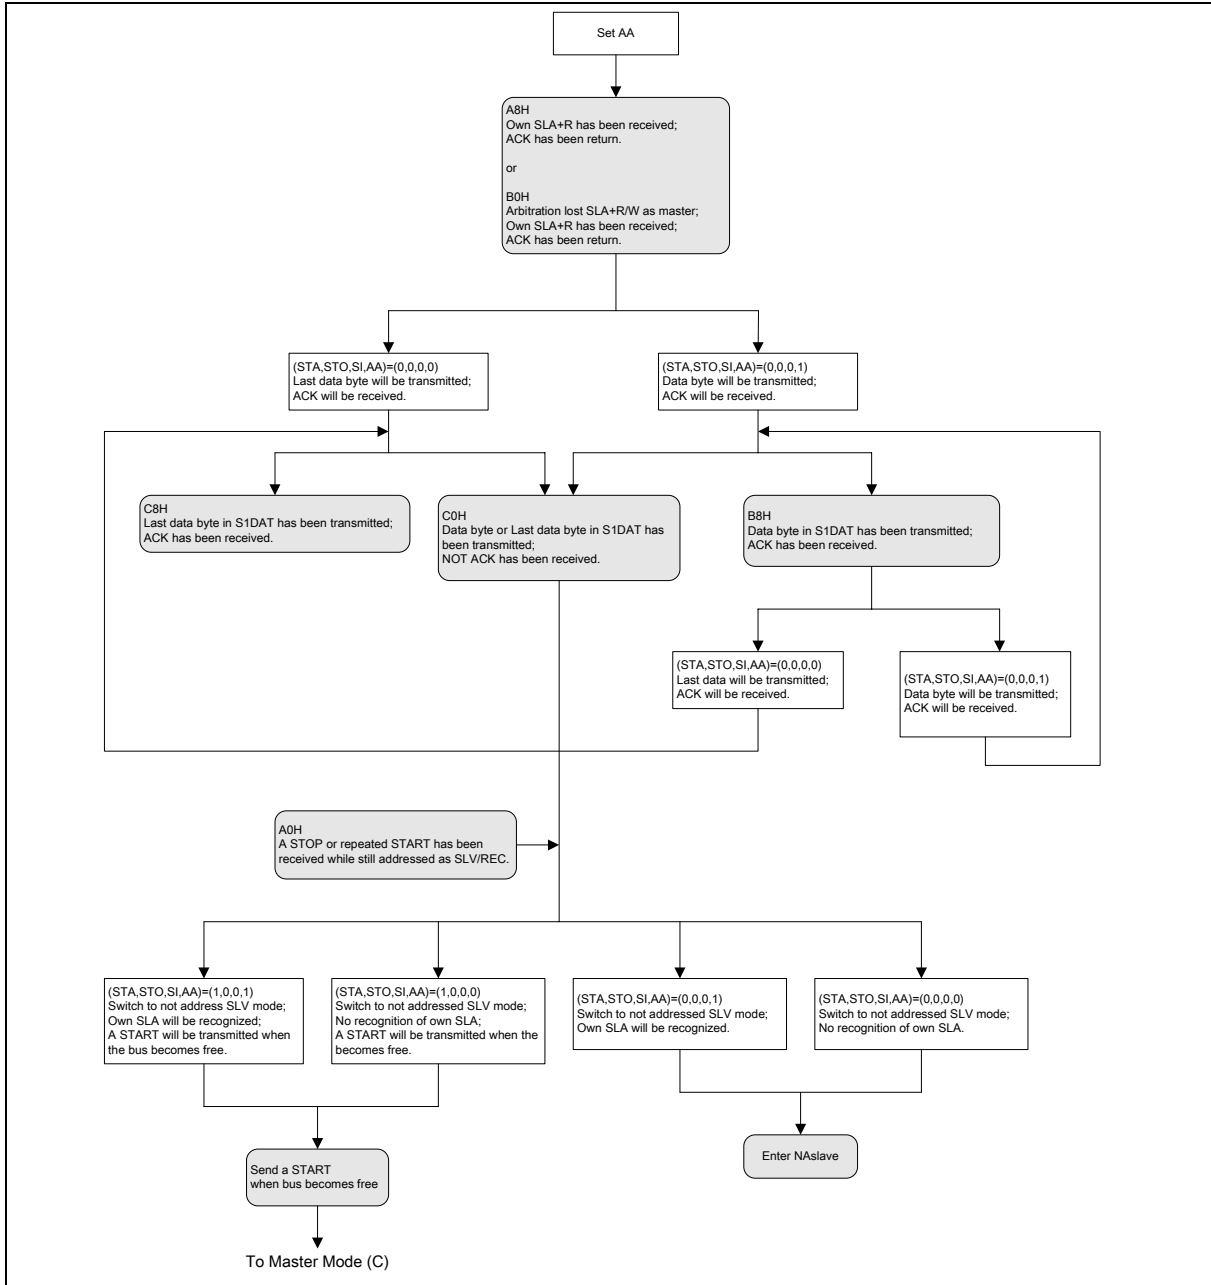 Set AA
A8H
Own SLA+R has been received;
ACK has been return.
or
B0H
Arbitration lost SLA+R/W as master;
Own SLA+R has been received;
ACK has been return.
(STA,STO,SI,AA)=(0,0,0,0)
Last data byte will be transmitted;
ACK will be received.
(STA,STO,SI,AA)=(0,0,0,1)
Data byte will be transmitted;
ACK will be received.
C8H
Last data byte in S1DAT has been transmitted;
ACK has been received.
C0H
Data byte or Last data byte in S1DAT has
been transmitted;
NOT ACK has been received.
B8H
Data byte in S1DAT has been transmitted;
ACK has been received.
(STA,STO,SI,AA)=(0,0,0,0)
Last data will be transmitted;
ACK will be received.
(STA,STO,SI,AA)=(0,0,0,1)
Data byte will be transmitted;
ACK will be received.
A0H
A STOP or repeated START has been
received while still addressed as SLV/REC.
(STA,STO,SI,AA)=(1,0,0,1)
Switch to not address SLV mode;
Own SLA will be recognized;
A START will be transmitted when
the bus becomes free.
(STA,STO,SI,AA)=(1,0,0,0)
Switch to not addressed SLV mode;
No recognition of own SLA;
A START will be transmitted when the
becomes free.
(STA,STO,SI,AA)=(0,0,0,1)
Switch to not addressed SLV mode;
Own SLA will be recognized.
(STA,STO,SI,AA)=(0,0,0,0)
Switch to not addressed SLV mode;
No recognition of own SLA.
Send a START
when bus becomes free
Enter NAslave
To Master Mode (C)